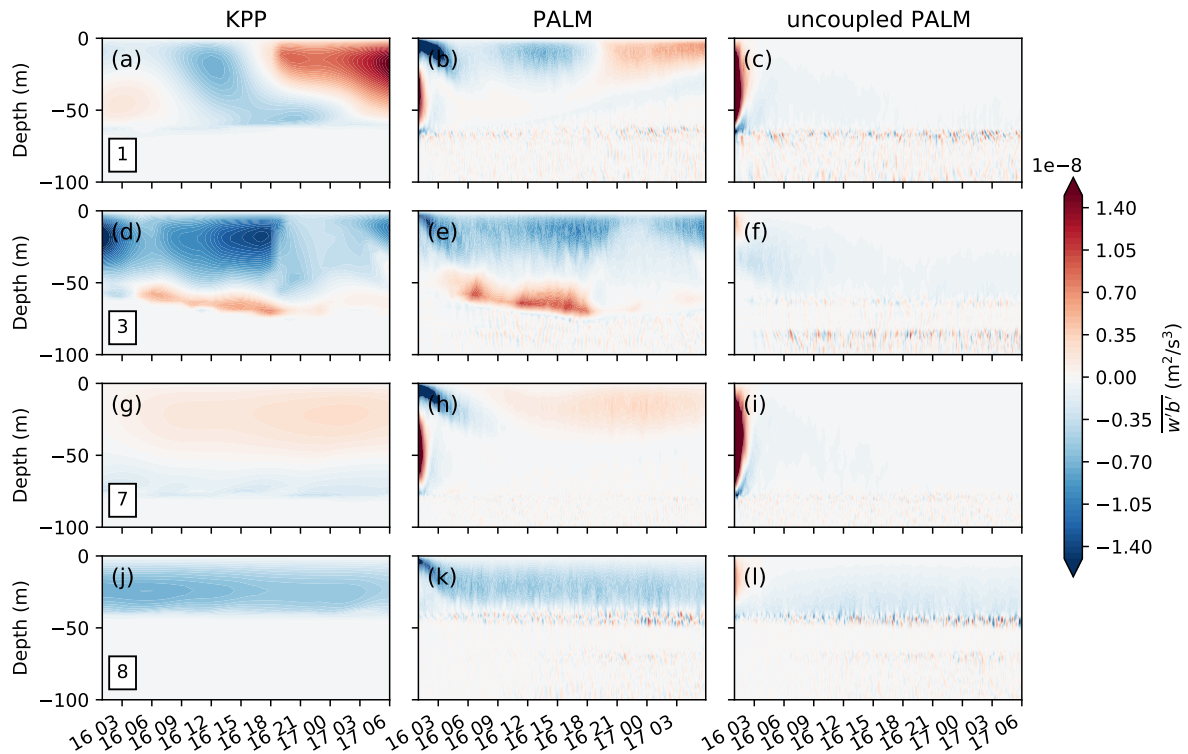 KPP PALM uncoupled PALM
0 (a) (b) (c)
Depth (m)
−50
1
−100
1e−8
0 (d) (e) (f)
Depth (m)
−50
3
−100
0 (g) (h) (i)
Depth (m)
−50
7
−100
0 (j) (k) (l)
Depth (m)
−50
8
−100
16 03 16 06 16 09 16 12 16 15 16 18 16 21 17 00 17 03 17 06
16 03 16 06 16 09 16 12 16 15 16 18 16 21 17 00 17 03
16 03 16 06 16 09 16 12 16 15 16 18 16 21 17 00 17 03 17 06
1.40
1.05
0.70
0.35
0.00
−0.35
−0.70
−1.05
−1.40
w′b′ (m²/s³)